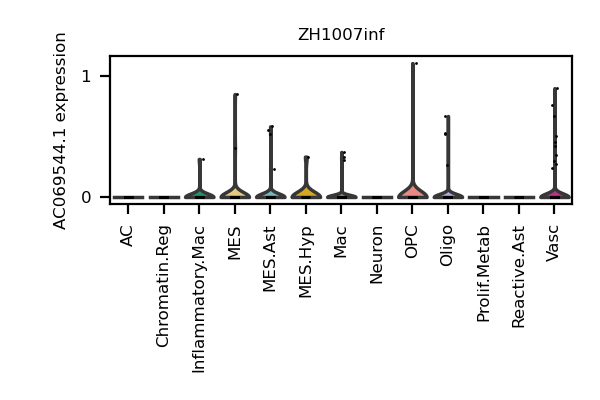 ZH1007inf
AC069544.1 expression
1
0
AC
Chromatin.Reg
Inflammatory.Mac
MES
MES.Ast
MES.Hyp
Mac
Neuron
OPC
Oligo
Prolif.Metab
Reactive.Ast
Vasc